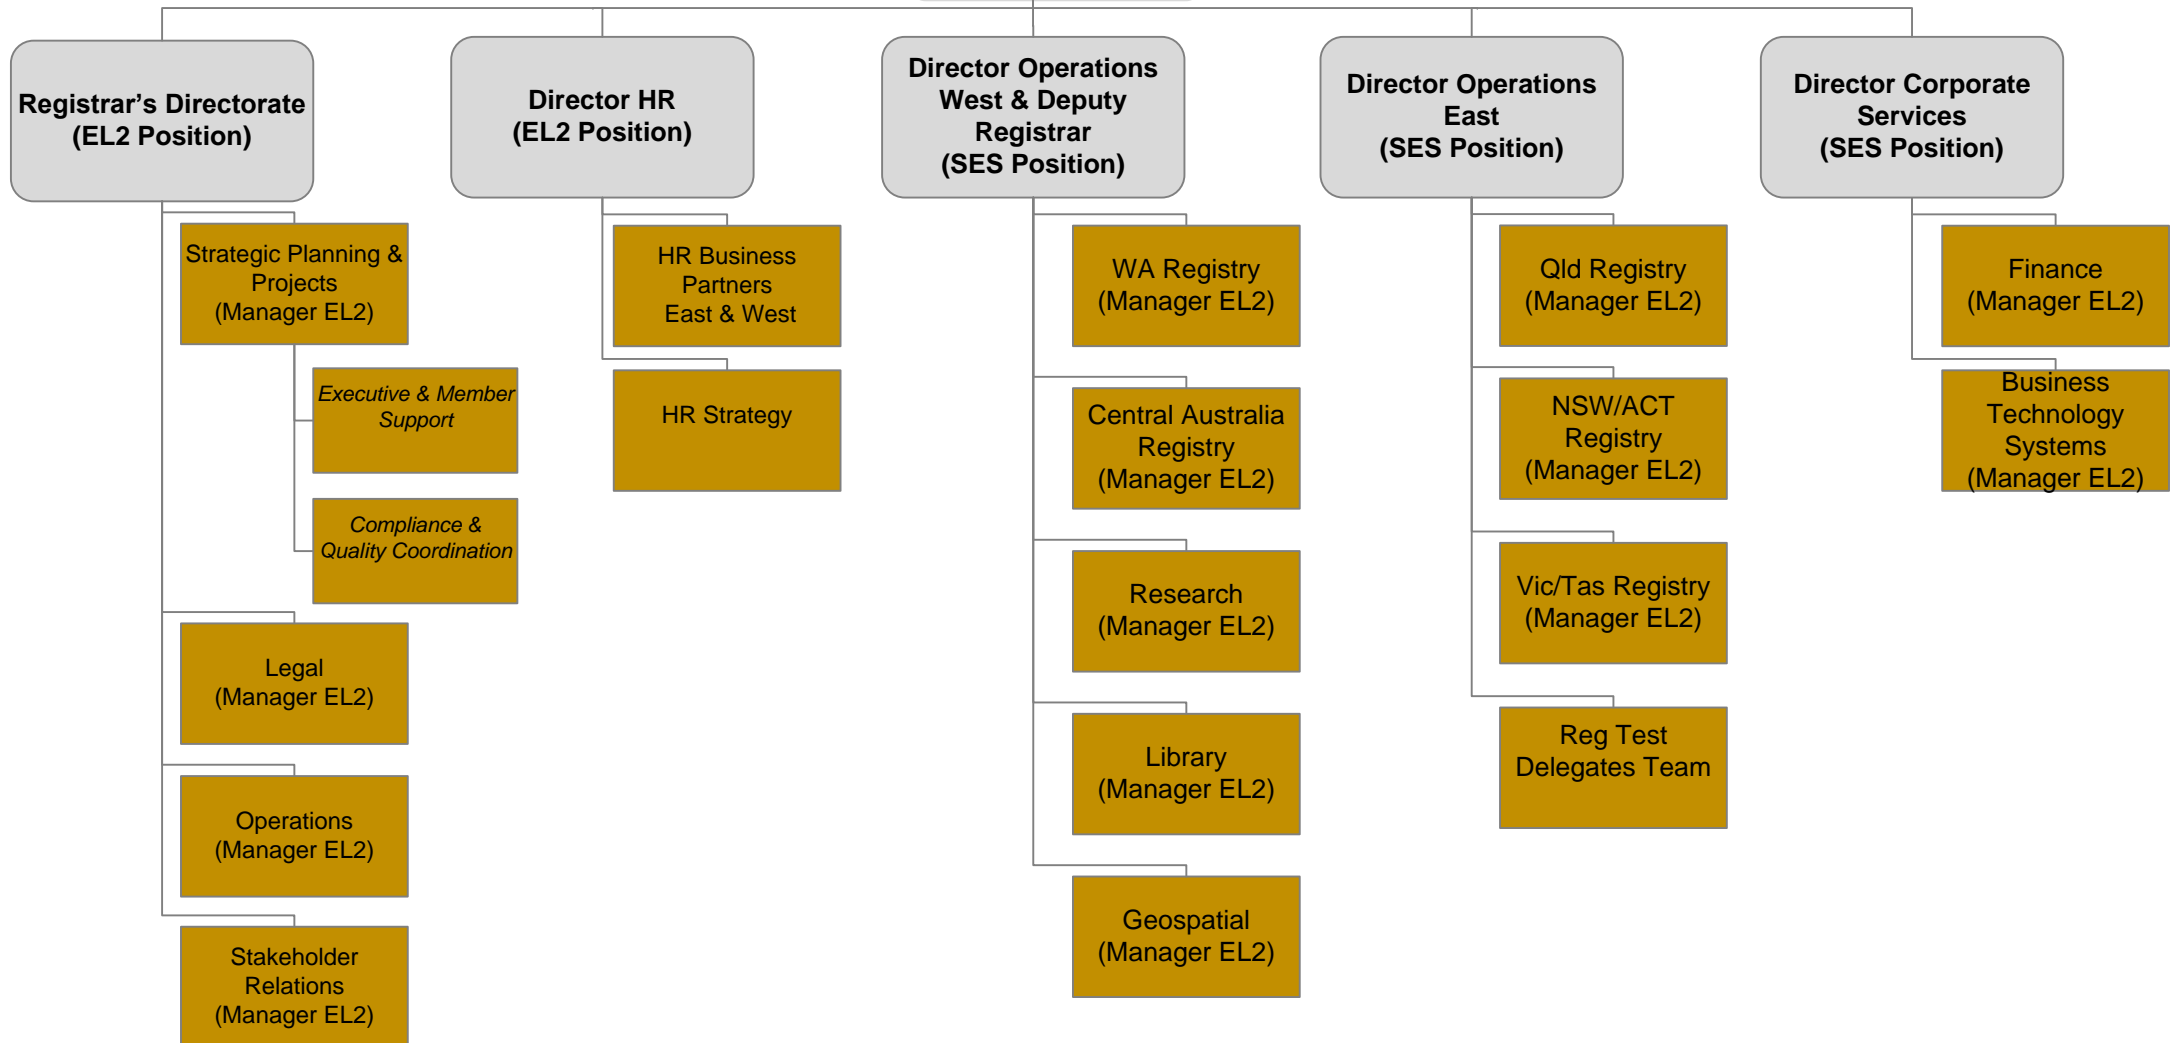 Registrar’s Directorate
(EL2 Position)
Director HR
(EL2 Position)
Director Operations
West & Deputy
Registrar
(SES Position)
Director Operations
East
(SES Position)
Director Corporate
Services
(SES Position)
Strategic Planning &
Projects
(Manager EL2)
Executive & Member
Support
Compliance &
Quality Coordination
Legal
(Manager EL2)
Operations
(Manager EL2)
Stakeholder
Relations
(Manager EL2)
HR Business
Partners
East & West
HR Strategy
WA Registry
(Manager EL2)
Central Australia
Registry
(Manager EL2)
Research
(Manager EL2)
Library
(Manager EL2)
Geospatial
(Manager EL2)
Qld Registry
(Manager EL2)
NSW/ACT
Registry
(Manager EL2)
Vic/Tas Registry
(Manager EL2)
Reg Test
Delegates Team
Finance
(Manager EL2)
Business
Technology
Systems
(Manager EL2)